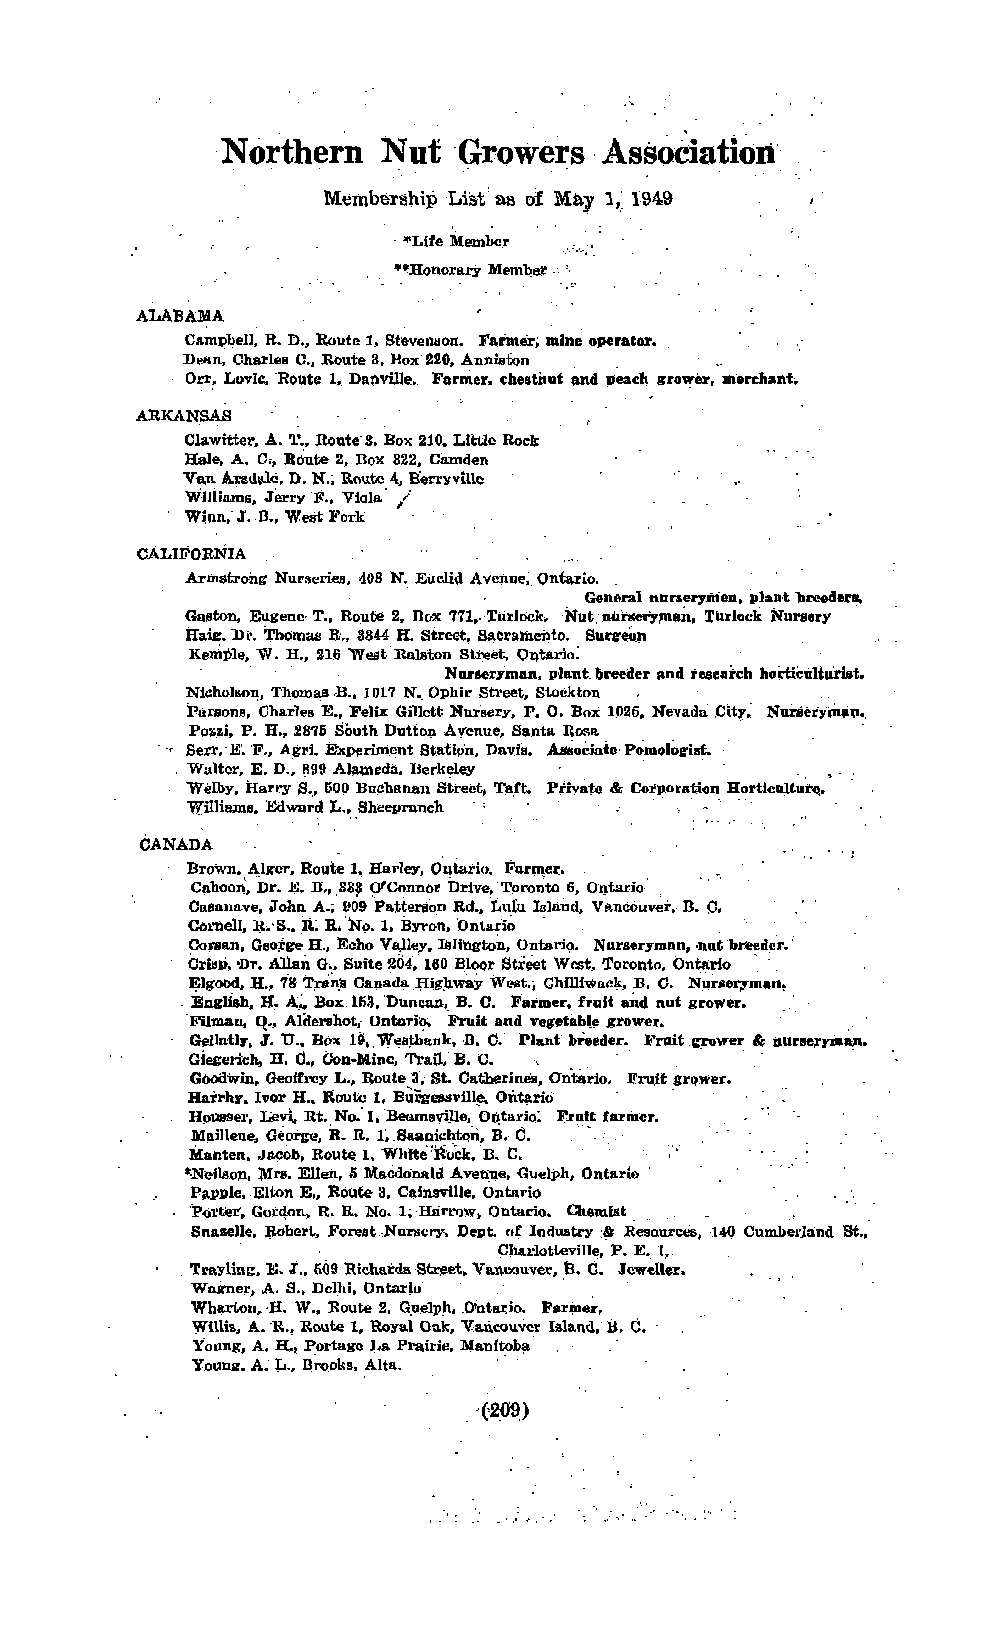 Northern Nut Growers Association
Membership List as of May 1, 1949
*Life Member
**Honorary Member
ALABAMA
Campbell, R. D., Route 1, Stevenson. Farmer, mine operator.
Dean, Charles C., Route 3, Box 220, Anniston
Orr, Lovic, Route 1, Danville. Farmer, chestnut and peach grower, merchant.
ARKANSAS
Clawitter, A. T., Route 3, Box 210, Little Rock
Hale, A. C., Route 2, Box 322, Camden
Van Arsdale, D. N., Route 4, Berryville
Williams, Jerry F., Viola
Winn, J. B., West Fork
CALIFORNIA
Armstrong Nurseries, 408 N. Euclid Avenue, Ontario.
General nurserymen, plant breeders.
Gaston, Eugene T., Route 2, Box 771, Turlock. Nut nurseryman, Turlock Nursery
Haig, Dr. Thomas R., 3344 H. Street, Sacramento. Surgeon
Kemple, W. H., 216 West Ralston Street, Ontario.
Nurseryman, plant breeder and research horticulturist.
Nicholson, Thomas B., 1017 N. Ophir Street, Stockton
Parsons, Charles E., Felix Gillett Nursery, P. O. Box 1026, Nevada City. Nurseryman.
Pozzi, P. H., 2875 South Dutton Avenue, Santa Rosa
Serr, E. F., Agri. Experiment Station, Davis. Associate Pomologist.
Walter, E. D., 899 Alameda, Berkeley
Welby, Harry S., 500 Buchanan Street, Taft. Private & Corporation Horticulture.
Williams, Edward L., Sheepranch
CANADA
Brown, Alger, Route 1, Harley, Ontario. Farmer.
Cahoon, Dr. E. B., 333 O'Connor Drive, Toronto 6, Ontario
Casanave, John A., 909 Patterson Rd., Lulu Island, Vancouver, B. C.
Cornell, R. S., R. R. No. 1, Byron, Ontario
Corsan, George H., Echo Valley, Islington, Ontario. Nurseryman, nut breeder.
Crisp, Dr. Allan G., Suite 204, 160 Bloor Street West, Toronto, Ontario
Elgood, H., 78 Trans Canada Highway West, Chilliwack, B. C. Nurseryman.
English, H. A., Box 153, Duncan, B. C. Farmer, fruit and nut grower.
Filman, O., Aldershot, Ontario. Fruit and vegetable grower.
Gellatly, J. U., Box 19, Westbank, B. C. Plant breeder. Fruit grower & nurseryman.
Giegerich, H. C., Con-Mine, Trail, B. C.
Goodwin, Geoffrey L., Route 3, St. Catherines, Ontario. Fruit grower.
Harrhy, Ivor H., Route 1, Burgessville, Ontario
Housser, Levi, Rt. No. 1, Beamsville, Ontario. Fruit farmer.
Maillene, George, R. R. 1, Saanichton, B. C.
Manten, Jacob, Route 1, White Rock, B. C.
*Neilson, Mrs. Ellen, 5 Macdonald Avenue, Guelph, Ontario
Papple, Elton E., Route 3, Cainsville, Ontario
Porter, Gordon, R. R. No. 1, Harrow, Ontario. Chemist
Snazelle, Robert, Forest Nursery, Dept. of Industry & Resources, 140 Cumberland St.,
Charlotteville, P. E. I.
Trayling, E. J., 509 Richards Street, Vancouver, B. C. Jeweller.
Wagner, A. S., Delhi, Ontario
Wharton, H. W., Route 2, Guelph, Ontario. Farmer.
Willis, A. R., Route 1, Royal Oak, Vancouver Island, B. C.
Young, A. H., Portage La Prairie, Manitoba
Young, A. L., Brooks, Alta.
(209)